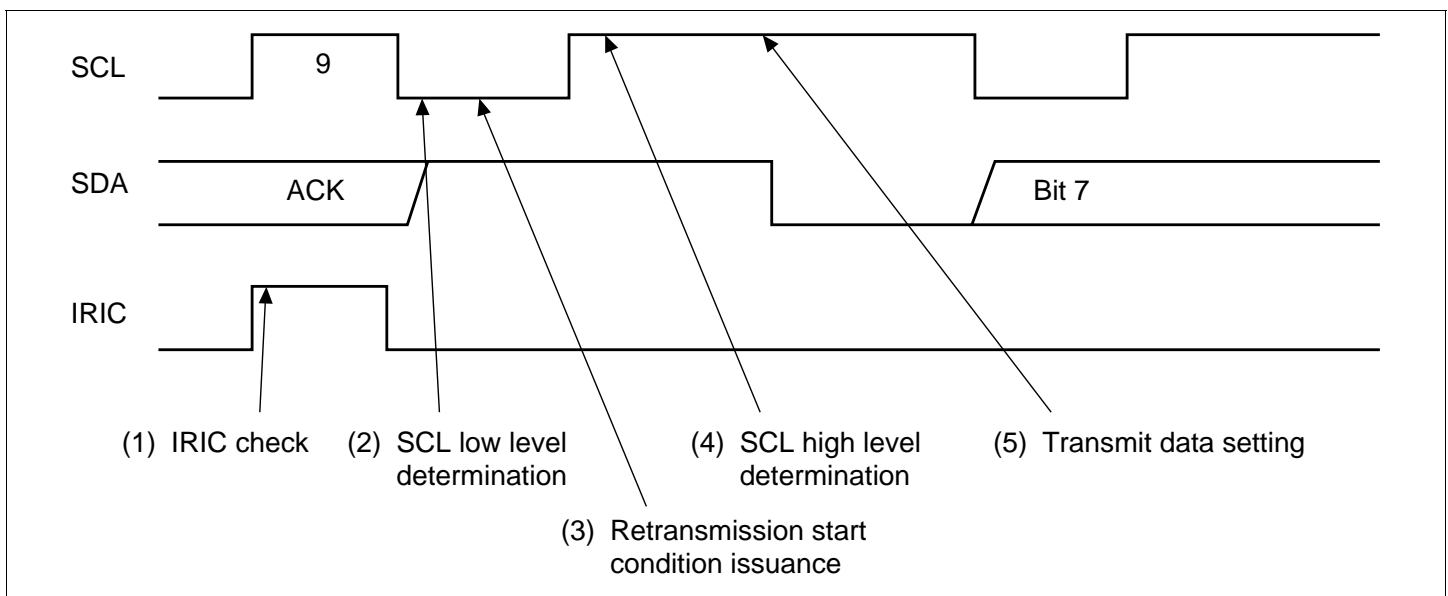 SCL
9
SDA
ACK
Bit 7
IRIC
(1) IRIC check
(2) SCL low level
determination
(4) SCL high level
determination
(5) Transmit data setting
(3) Retransmission start
condition issuance